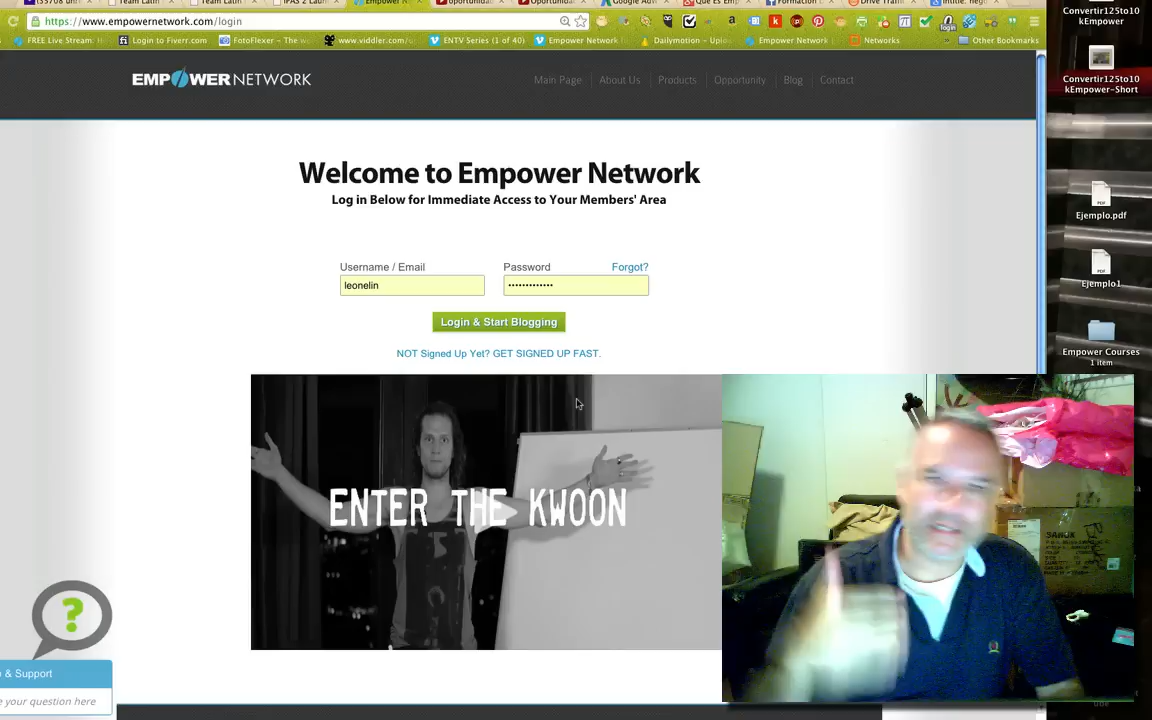 https://www.empowernetwork.com/login
FREE Live Stream:
Login to Fiverr.com
FotoFlexer - The
www.viddler.com/
ENTV Series (1 of 40)
Empower Network
Dailymotion - Uplo
Empower Network
Networks
Other Bookmarks
Convertir125to10
kEmpower
Convertir125to10
kEmpower-Short
Ejemplo.pdf
Ejemplo1
Empower Courses
1 item
EMPOWER NETWORK
Main Page
About Us
Products
Opportunity
Blog
Contact
Welcome to Empower Network
Log in Below for Immediate Access to Your Members' Area
Username / Email
Password
Forgot?
leonelin
Login & Start Blogging
NOT Signed Up Yet? GET SIGNED UP FAST.
ENTER THE KWOON
?
& Support
your question here